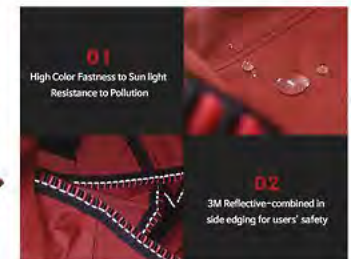 01
High Color Fastness to Sun light
Resistance to Pollution
02
3M Reflective-combined in
side edging for users' safety